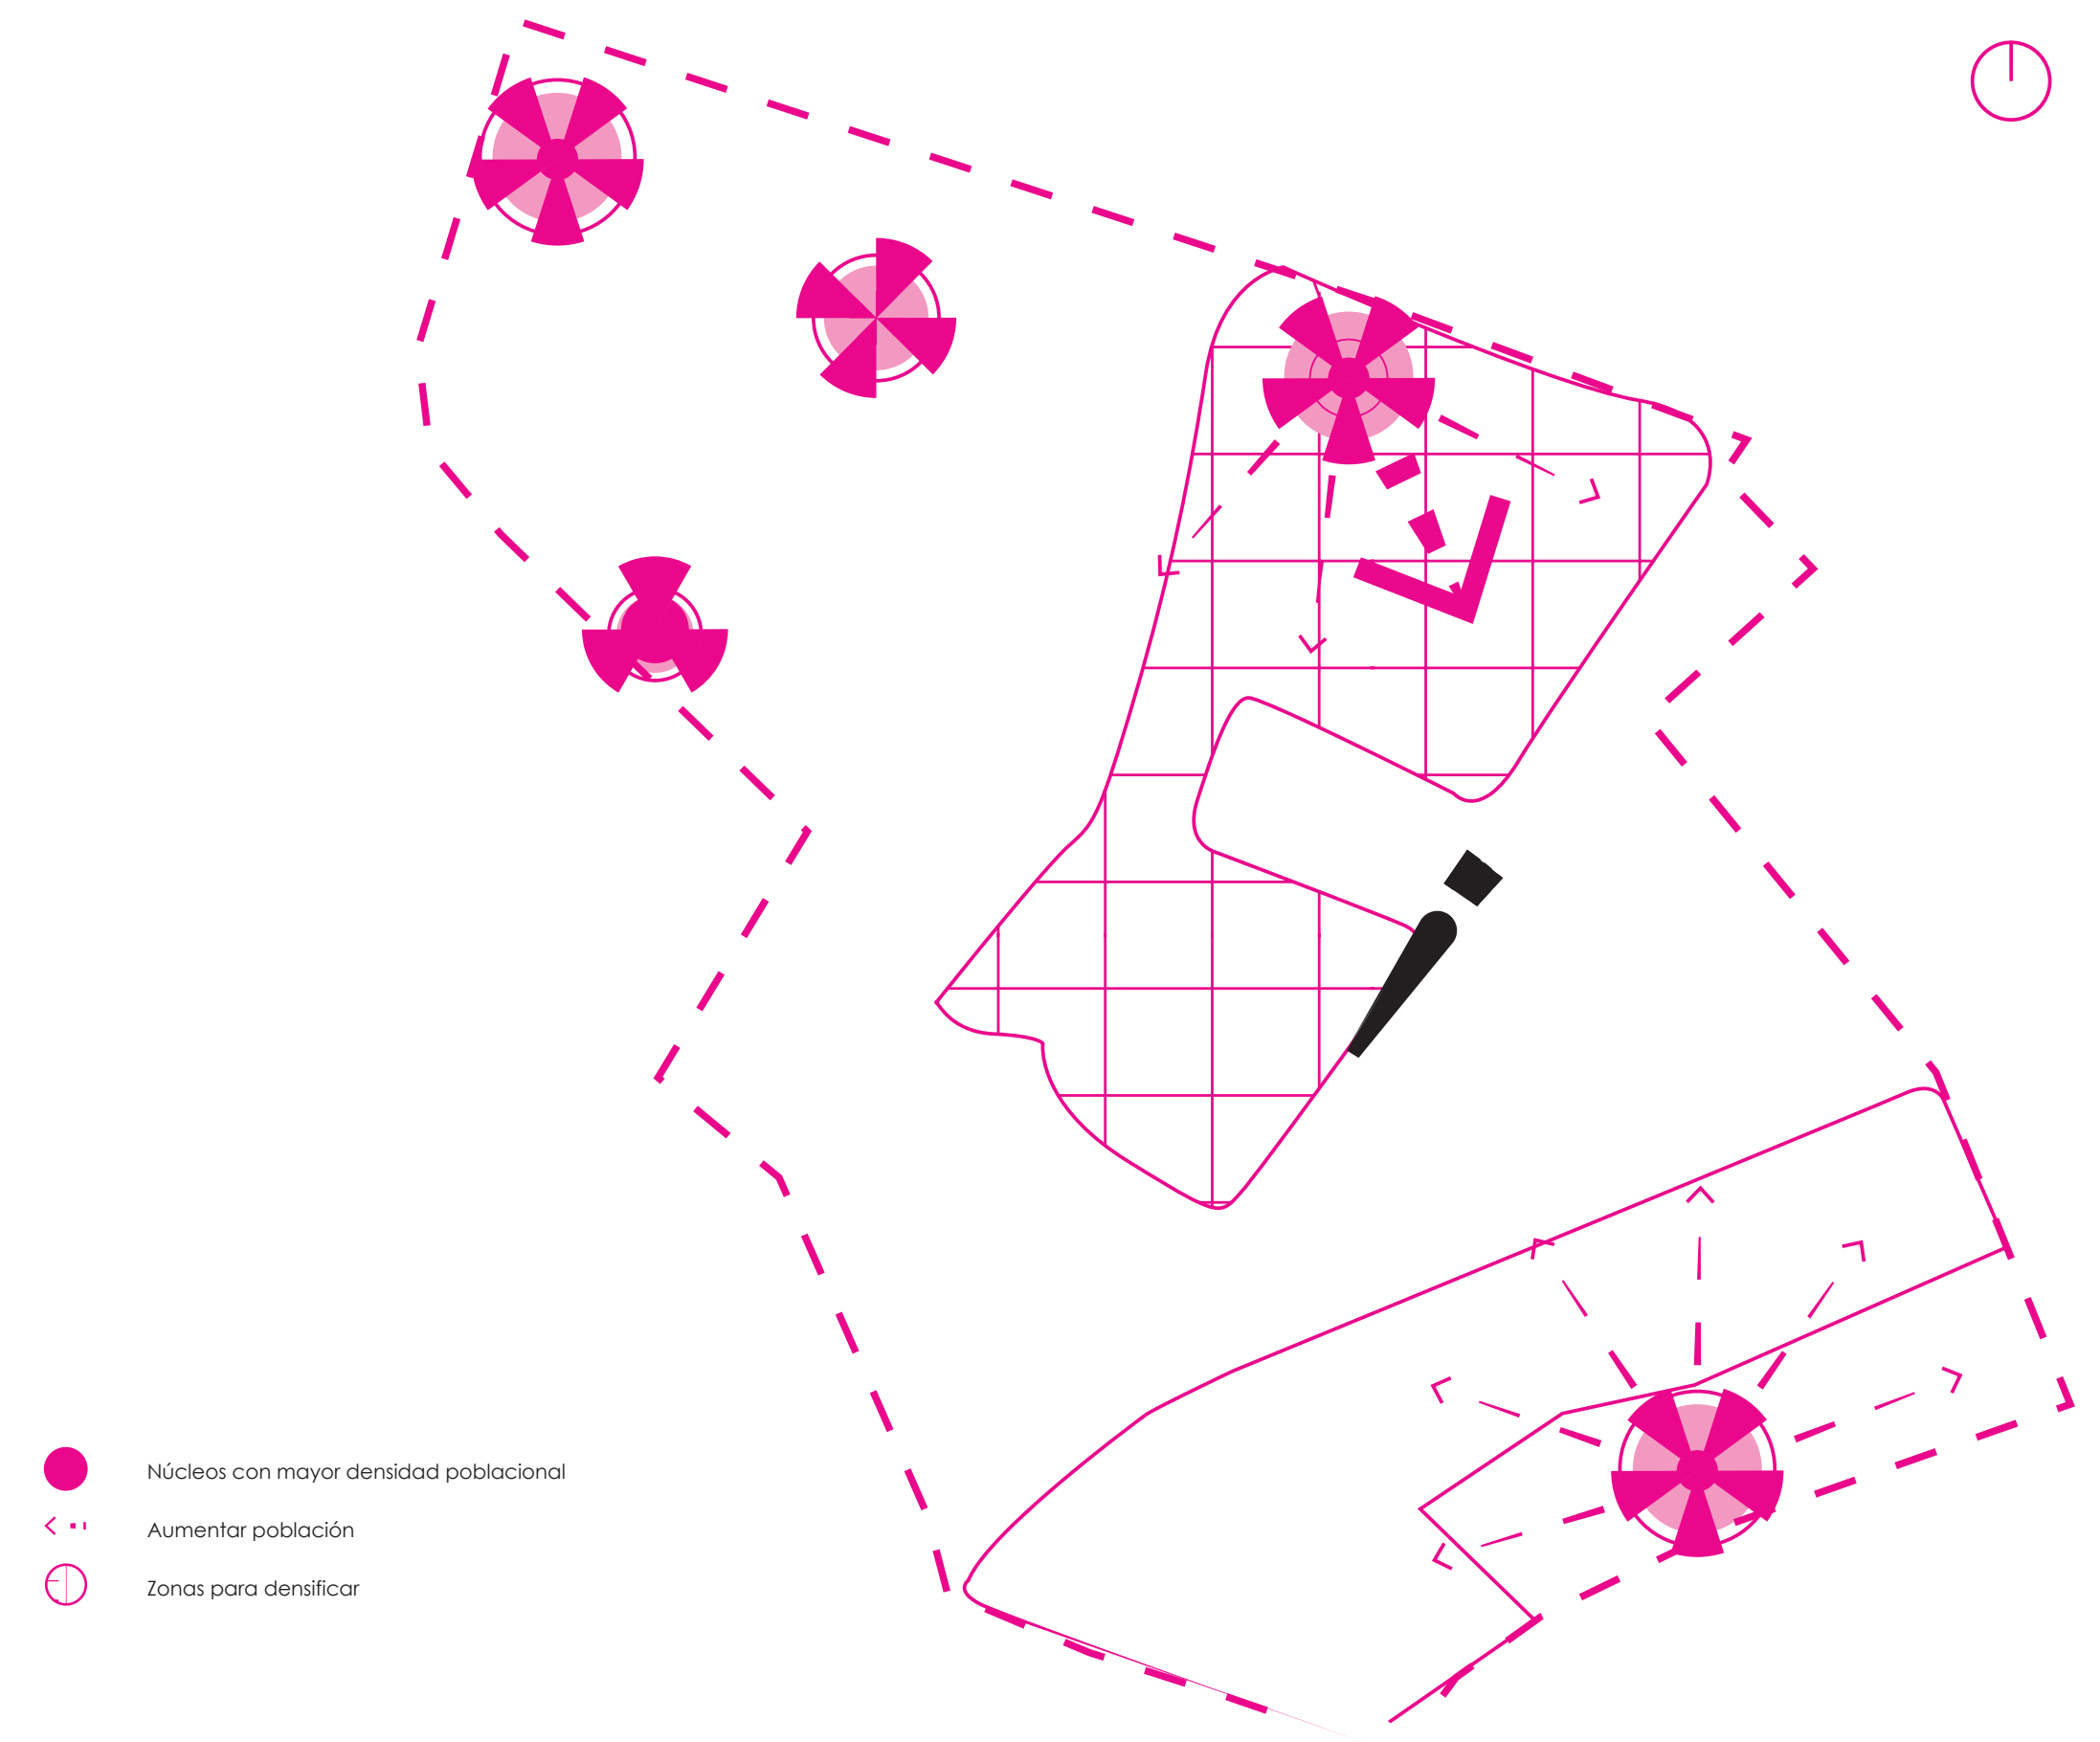 Núcleos con mayor densidad poblacional
Aumentar población
Zonas para densificar